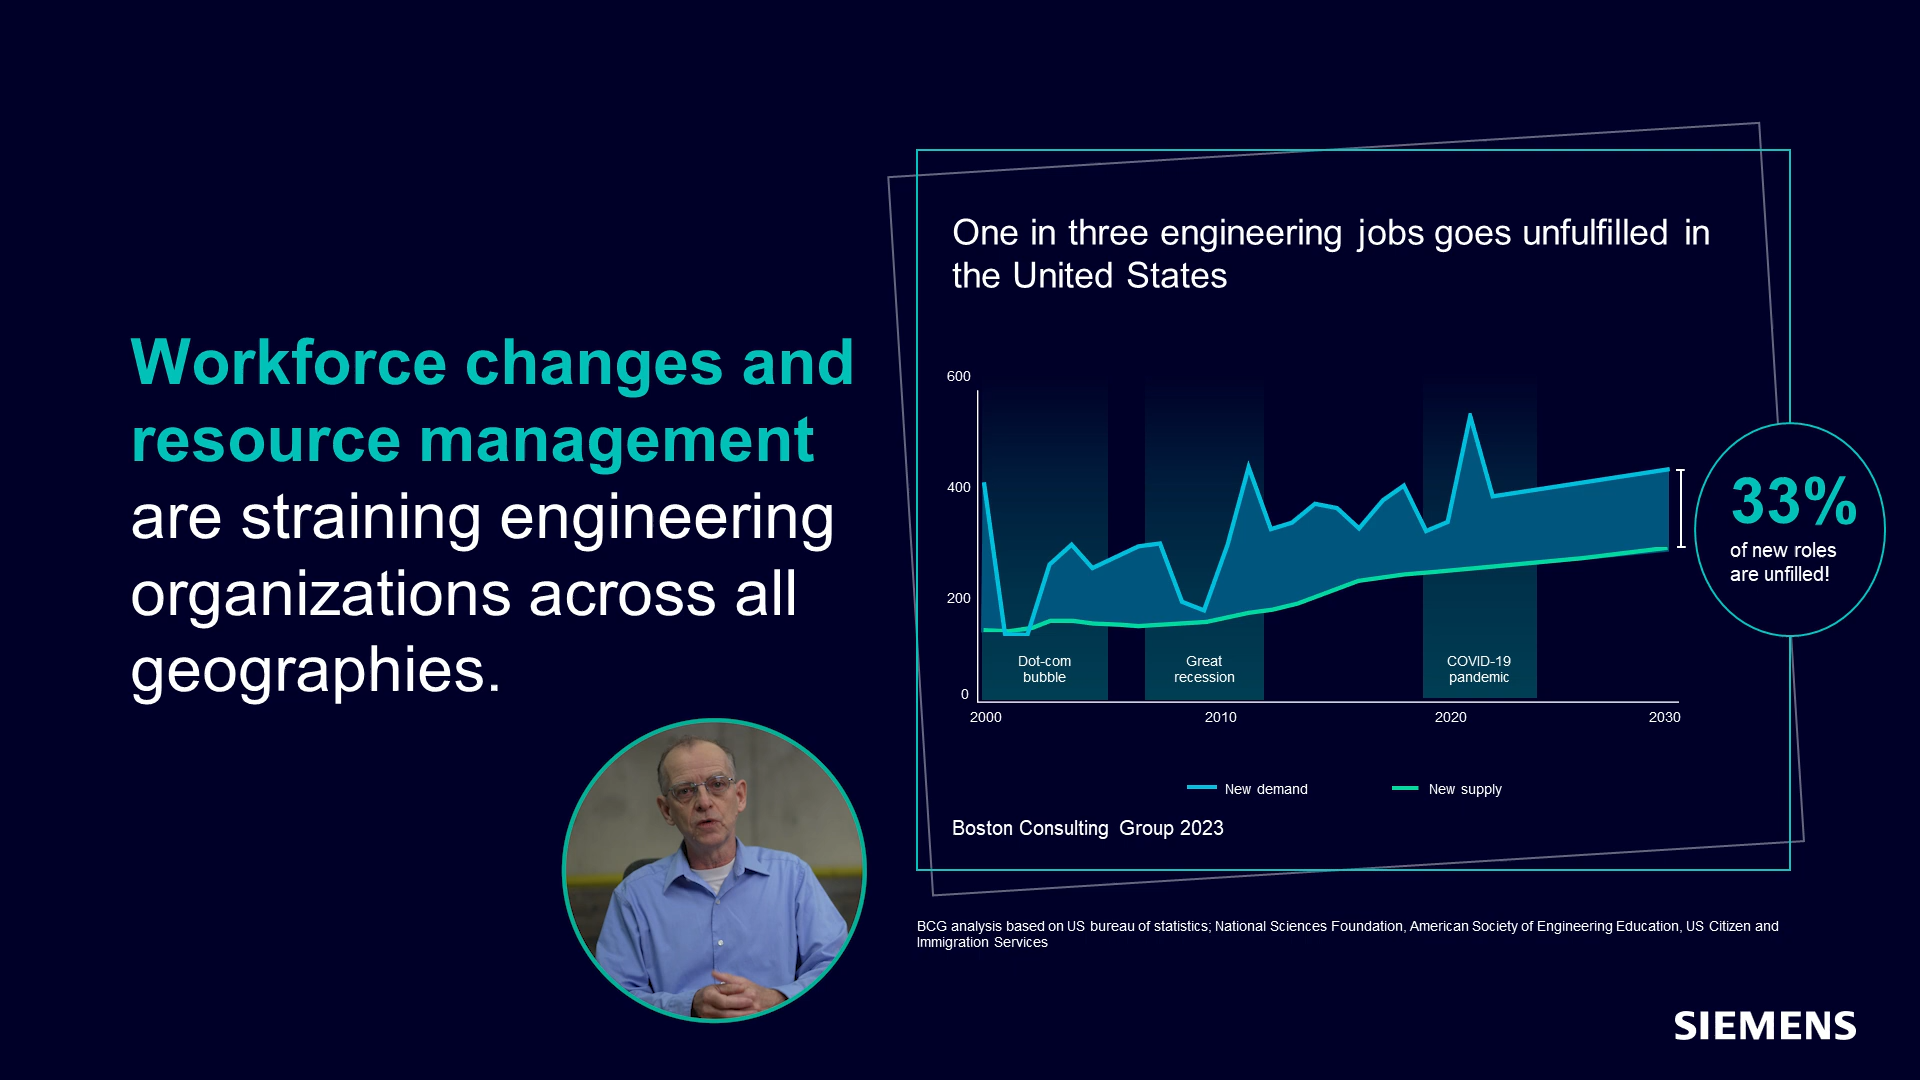 Workforce changes and
resource management
are straining engineering
organizations across all
geographies.
One in three engineering jobs goes unfulfilled in
the United States
600
400
200
0
2000
2010
2020
2030
Dot-com
bubble
Great
recession
COVID-19
pandemic
33%
of new roles
are unfilled!
New demand
New supply
Boston Consulting Group 2023
BCG analysis based on US bureau of statistics; National Sciences Foundation, American Society of Engineering Education, US Citizen and
Immigration Services
SIEMENS